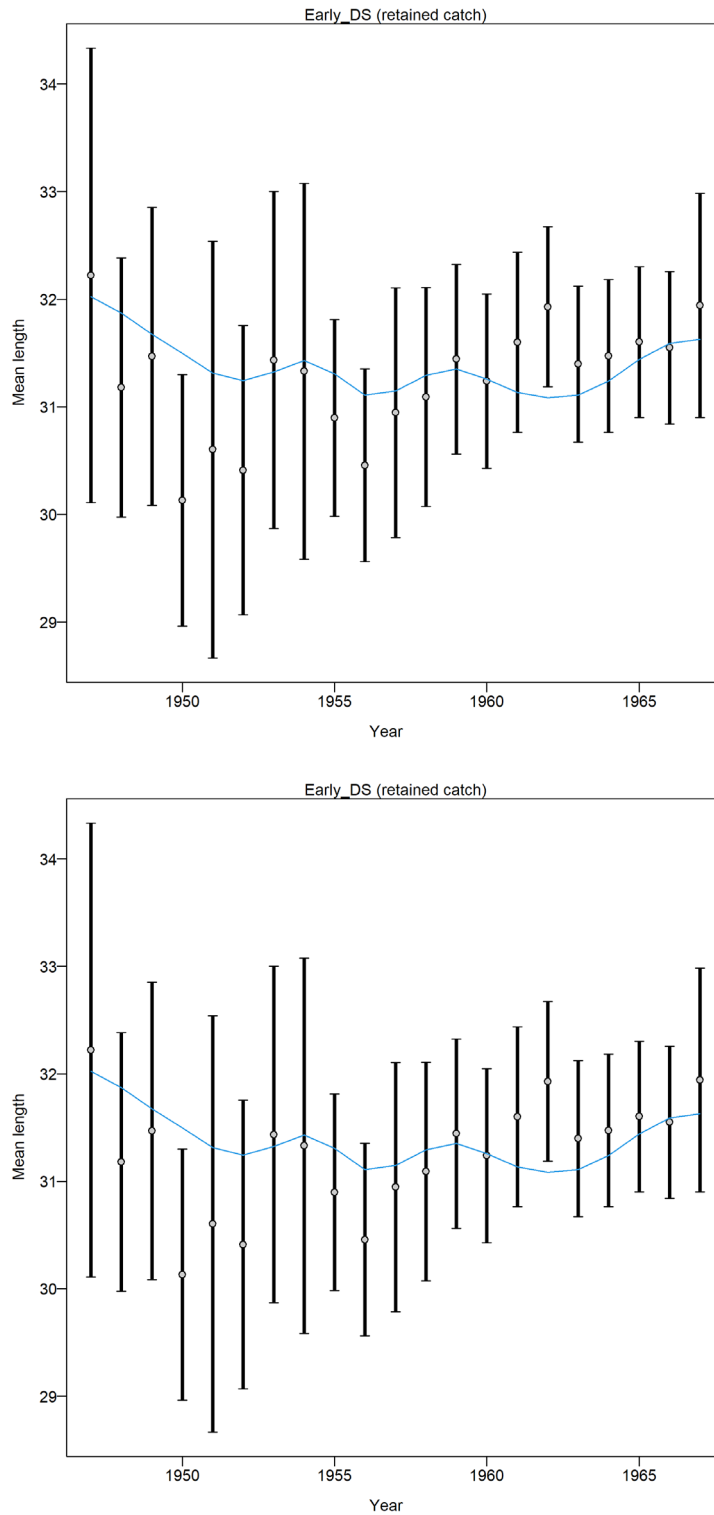 Early_DS (retained catch)
34
33
32
31
30
29
Mean length
1950 1955 1960 1965
Year
Early_DS (retained catch)
34
33
32
31
30
29
Mean length
1950 1955 1960 1965
Year